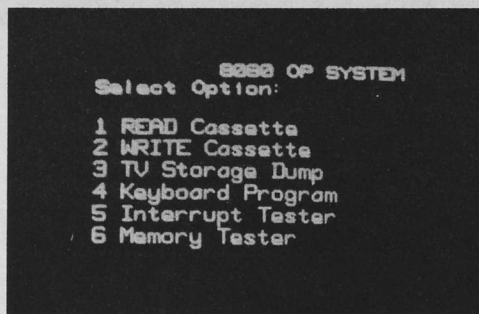 8080 OP SYSTEM
Select Option:
1 READ Cassette
2 WRITE Cassette
3 TV Storage Dump
4 Keyboard Program
5 Interrupt Tester
6 Memory Tester